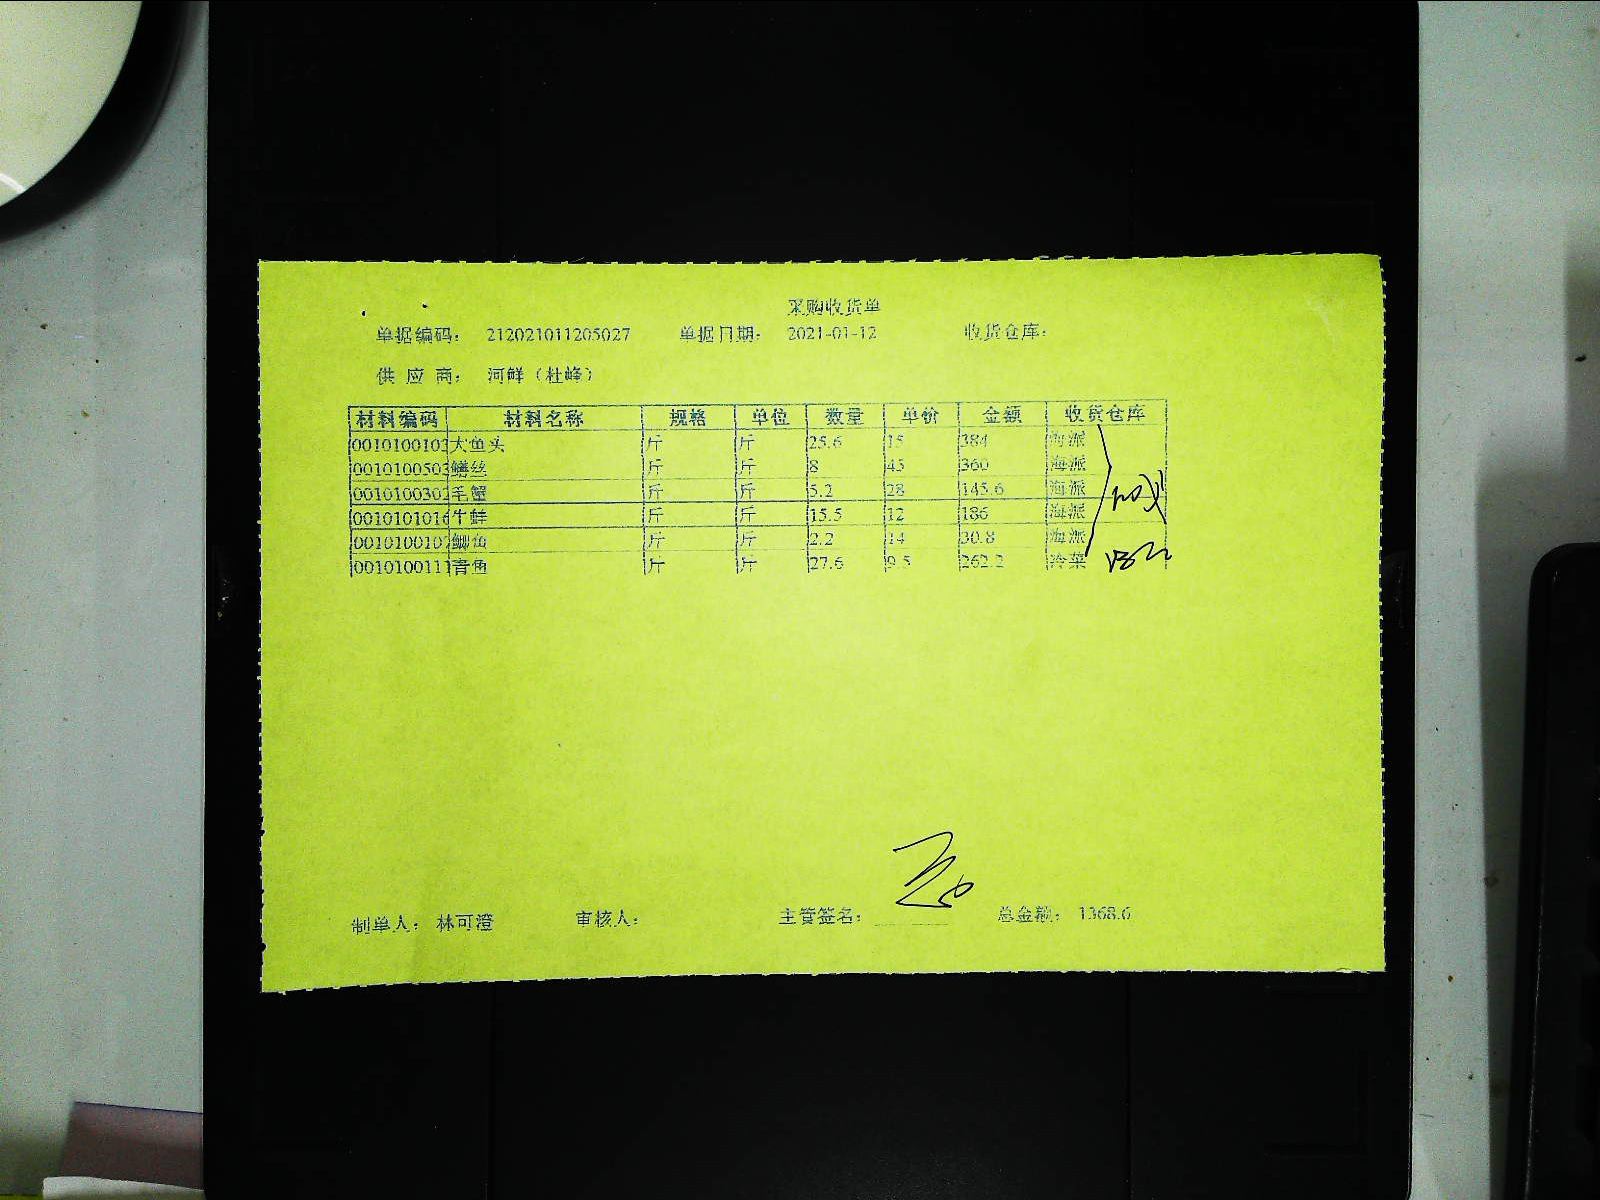 采购收货单
单据编码： 212021011205027 单据日期： 2021-01-12 收货仓库：
供 应 商： 河鲜（杜峰）
材料编码 材料名称 规格 单位 数量 单价 金额 收货仓库
0010100102 大鱼头 斤 斤 25.6 15 384 海派
0010100503 鳝丝 斤 斤 8 45 360 海派
0010100302 毛蟹 斤 斤 5.2 28 145.6 海派
0010101016 牛蛙 斤 斤 15.5 12 186 海派
0010100107 鲫鱼 斤 斤 2.2 14 30.8 海派
0010100111 青鱼 斤 斤 27.6 9.5 262.2 冷菜
制单人： 林可澄 审核人： 主管签名： 总金额： 1368.6